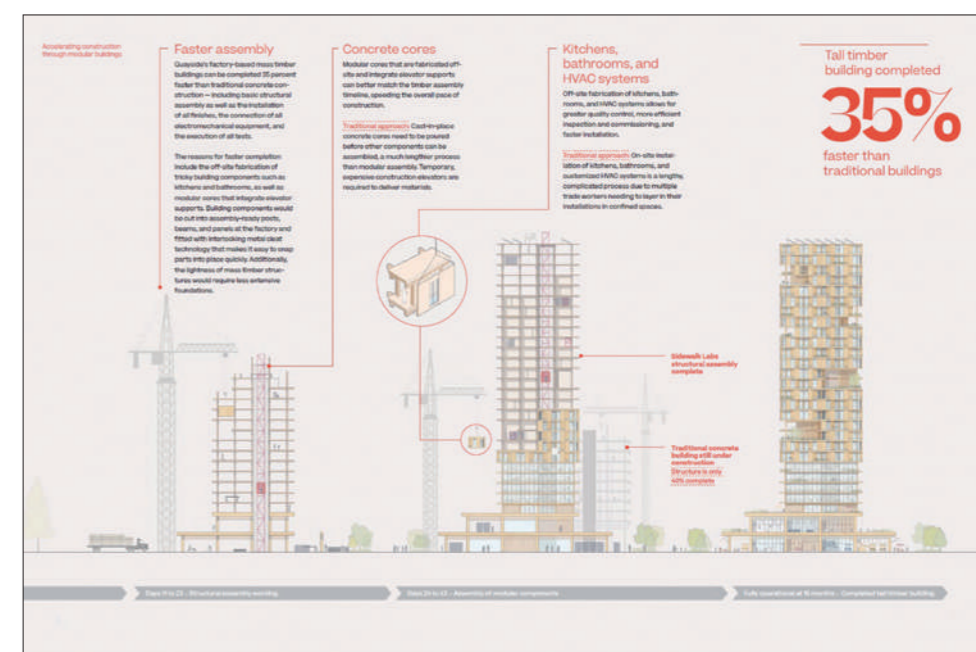 Accelerating construction
through modular buildings
Faster assembly
Quayside's factory-based mass timber
buildings can be completed 35 percent
faster than traditional concrete con-
struction — including basic structural
assembly as well as the installation
of all finishes, the connection of all
electromechanical equipment, and
the execution of all tests.
The reasons for faster completion
include the off-site fabrication of
tricky building components such as
kitchens and bathrooms, as well as
modular cores that integrate elevator
supports. Building components would
be cut into assembly-ready posts,
beams, and panels at the factory and
fitted with interlocking metal cleat
technology that makes it easy to snap
parts into place quickly. Additionally,
the lightness of mass timber struc-
tures would require less extensive
foundations.
Concrete cores
Modular cores that are fabricated off-
site and integrate elevator supports
can better match the timber assembly
timeline, speeding the overall pace of
construction.
Traditional approach: Cast-in-place
concrete cores need to be poured
before other components can be
assembled, a much lengthier process
than modular assembly. Temporary,
expensive construction elevators are
required to deliver materials.
Kitchens,
bathrooms, and
HVAC systems
Off-site fabrication of kitchens, bath-
rooms, and HVAC systems allows for
greater quality control, more efficient
inspection and commissioning, and
faster installation.
Traditional approach: On-site instal-
lation of kitchens, bathrooms, and
customized HVAC systems is a lengthy,
complicated process due to multiple
trade workers needing to layer in their
installations in confined spaces.
Tall timber
building completed
35%
faster than
traditional buildings
Sidewalk Labs
structural assembly
complete
Traditional concrete
building still under
construction
Structure is only
40% complete
Structural assembly
Assembly of modular components
Fully operational at 16 months - Completed tall timber building